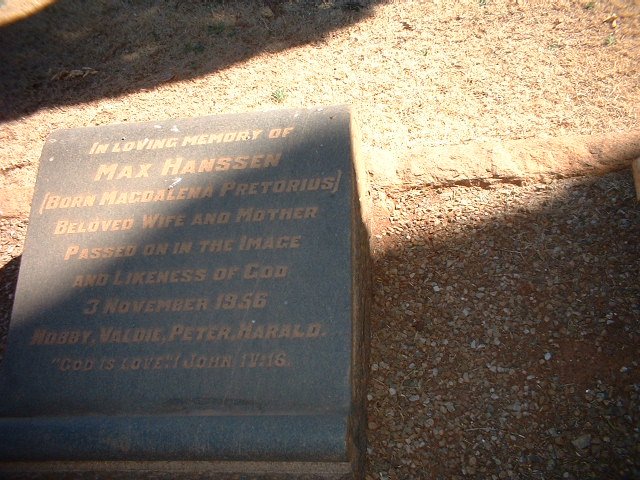 In loving memory of
Max Hanssen
(Born Magdalena Pretorius)
Beloved Wife and Mother
Passed on in the Image
and Likeness of God
3 November 1956
Nobby, Valdie, Peter, Harald.
"God is love." I John IV:16.